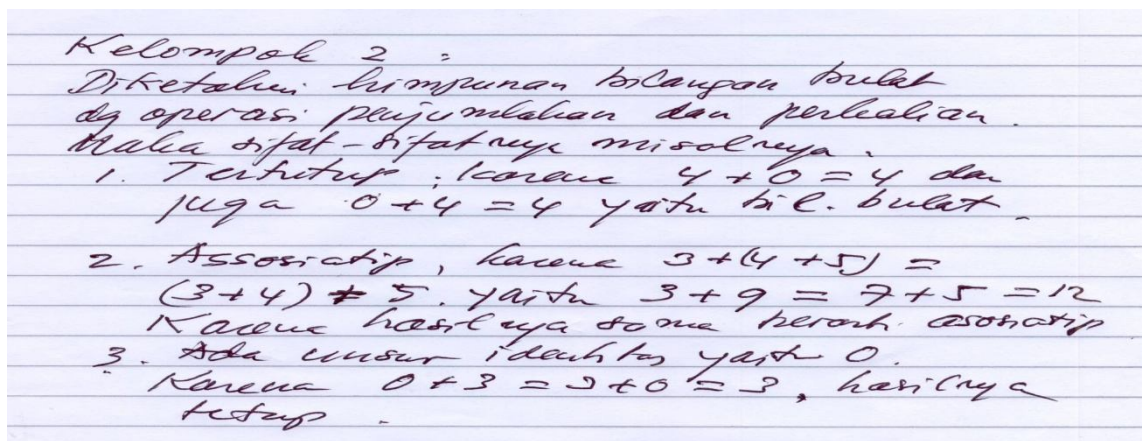 Kelompok 2 :
Diketahui himpunan bilangan bulat
dg operasi penjumlahan dan perkalian.
Maka sifat-sifatnya misalnya.
1. Tertutup, karena 4 + 0 = 4 dan
juga 0 + 4 = 4 yaitu bil. bulat.
2. Assosiatip, karena 3 + (4 + 5) =
(3 + 4) + 5. yaitu 3 + 9 = 7 + 5 = 12
Karena hasilnya sama berarti asosiatip
3. Ada unsur identitas yaitu 0.
Karena 0 + 3 = 3 + 0 = 3, hasilnya
tetap.